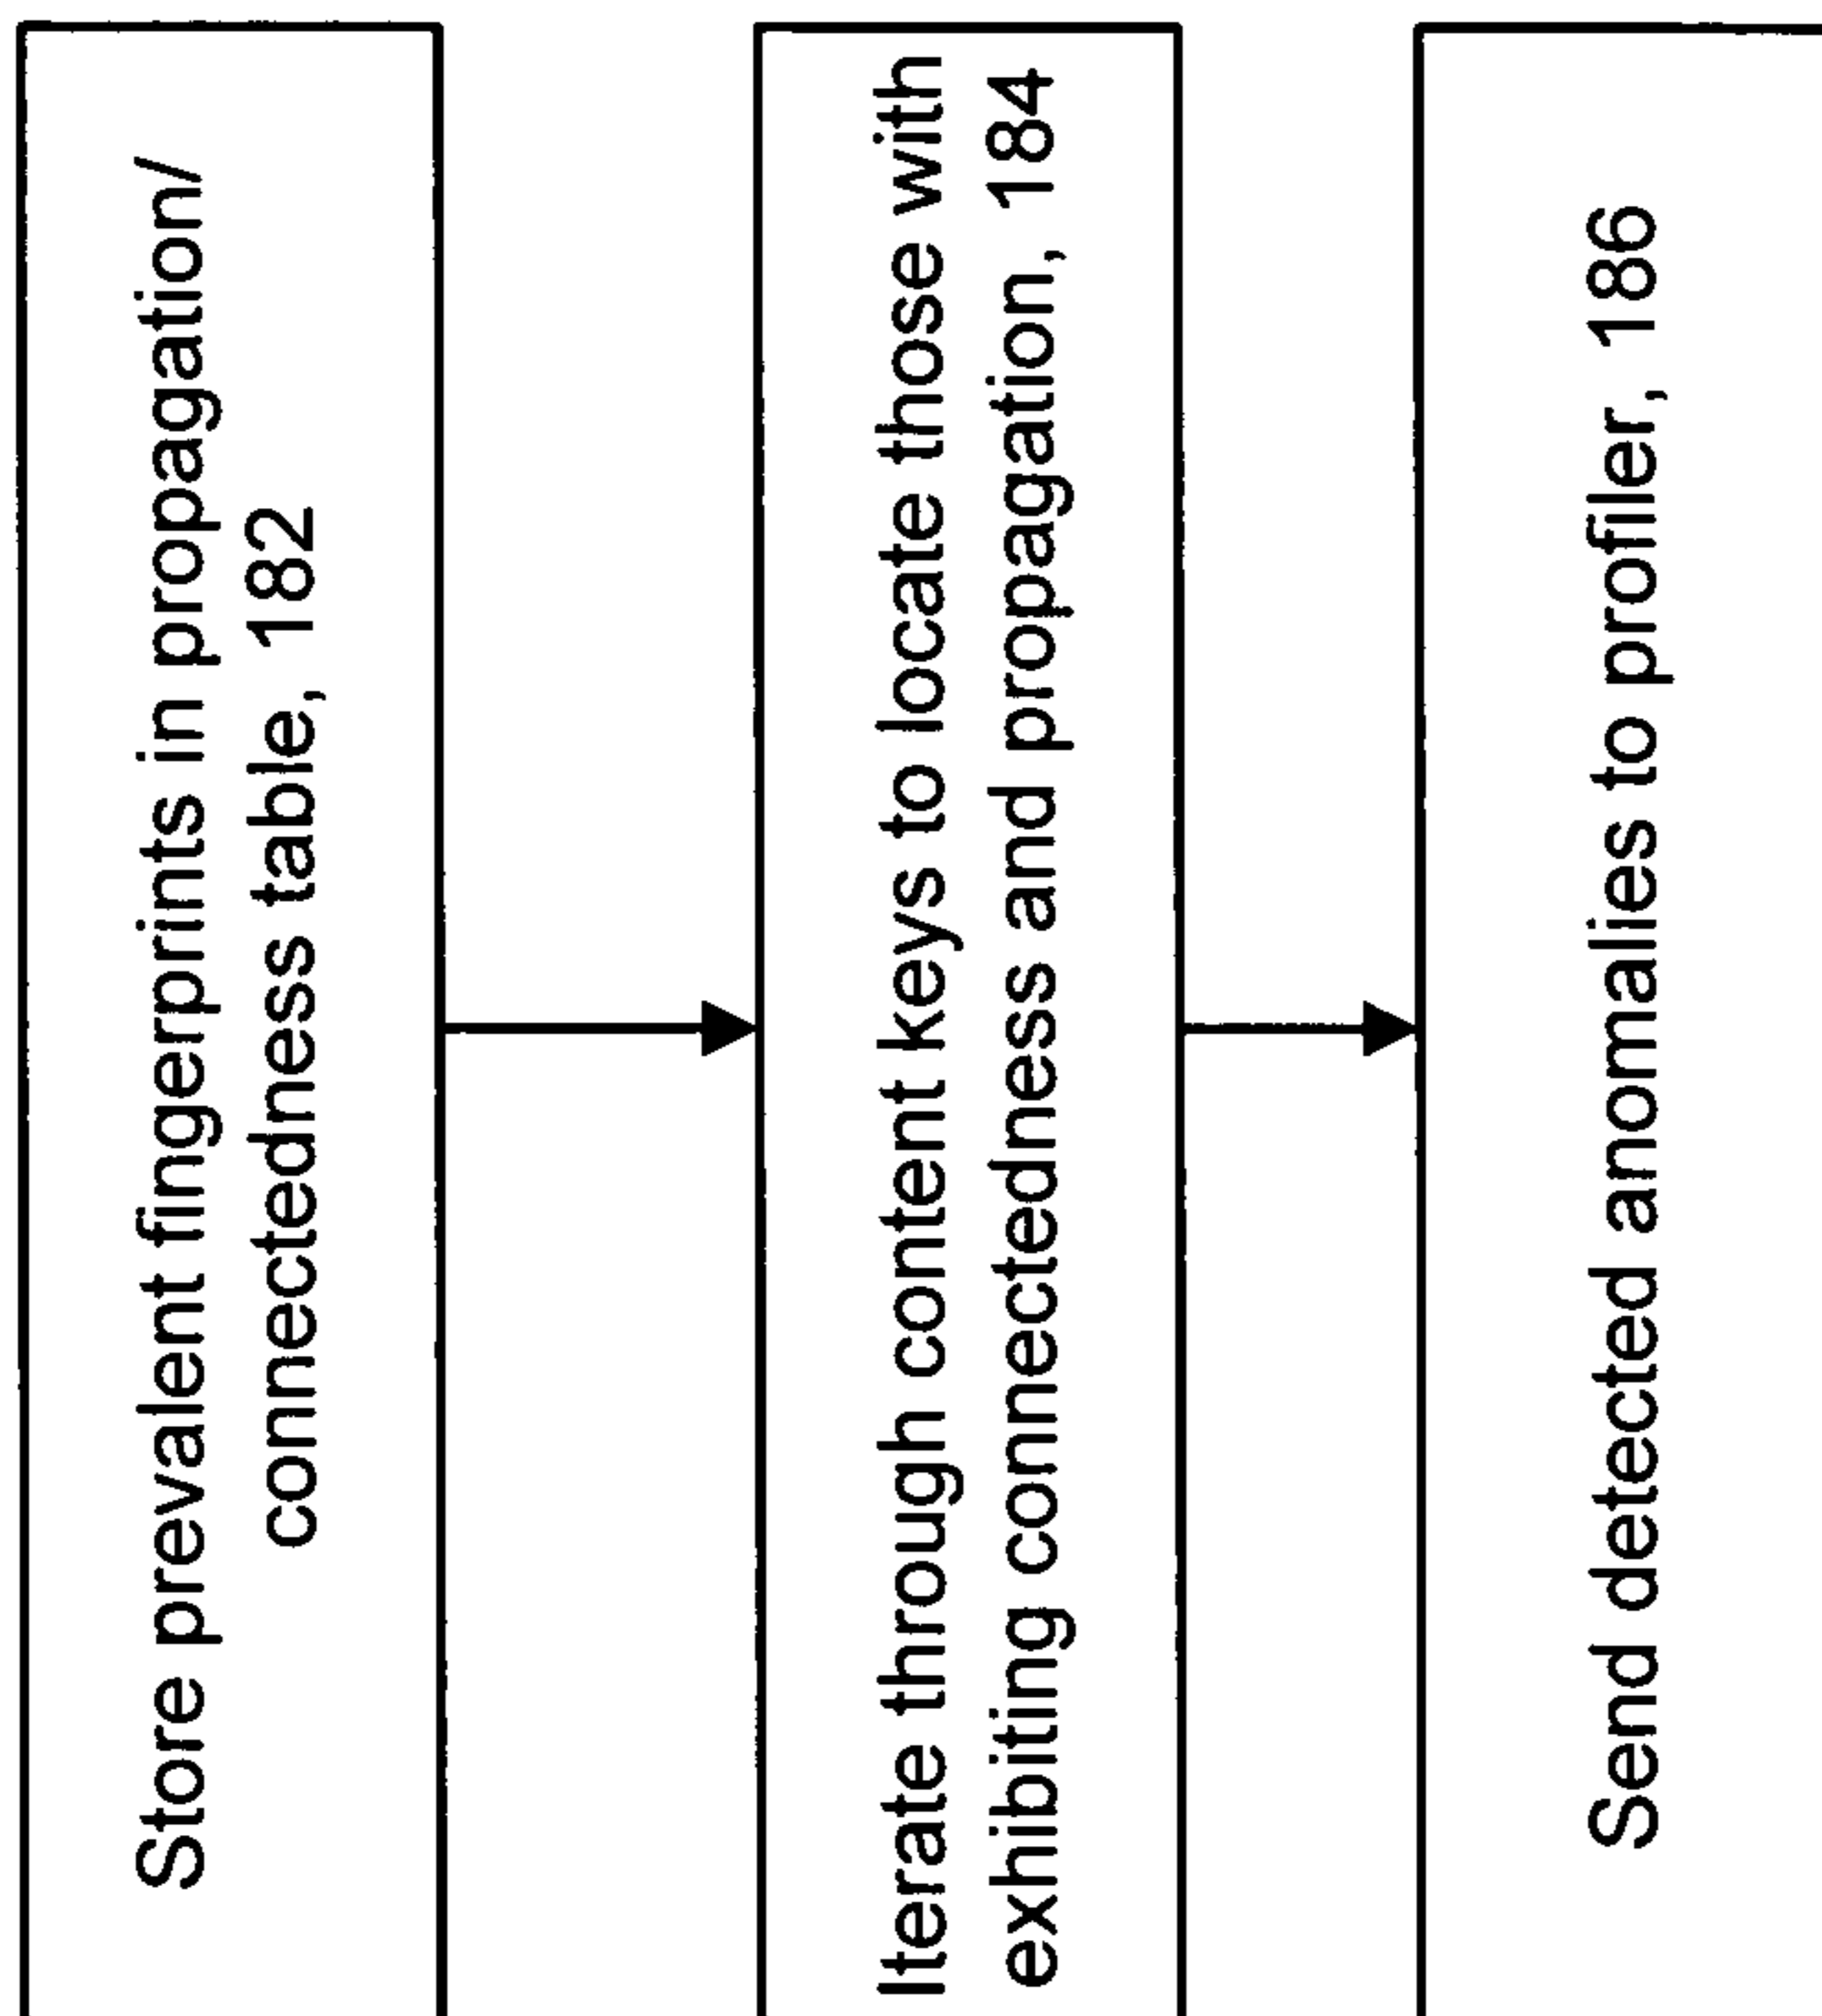 Store prevalent fingerprints in propagation/
connectedness table, 182
Iterate through content keys to locate those with
exhibiting connectedness and propagation, 184
Send detected anomalies to profiler, 186